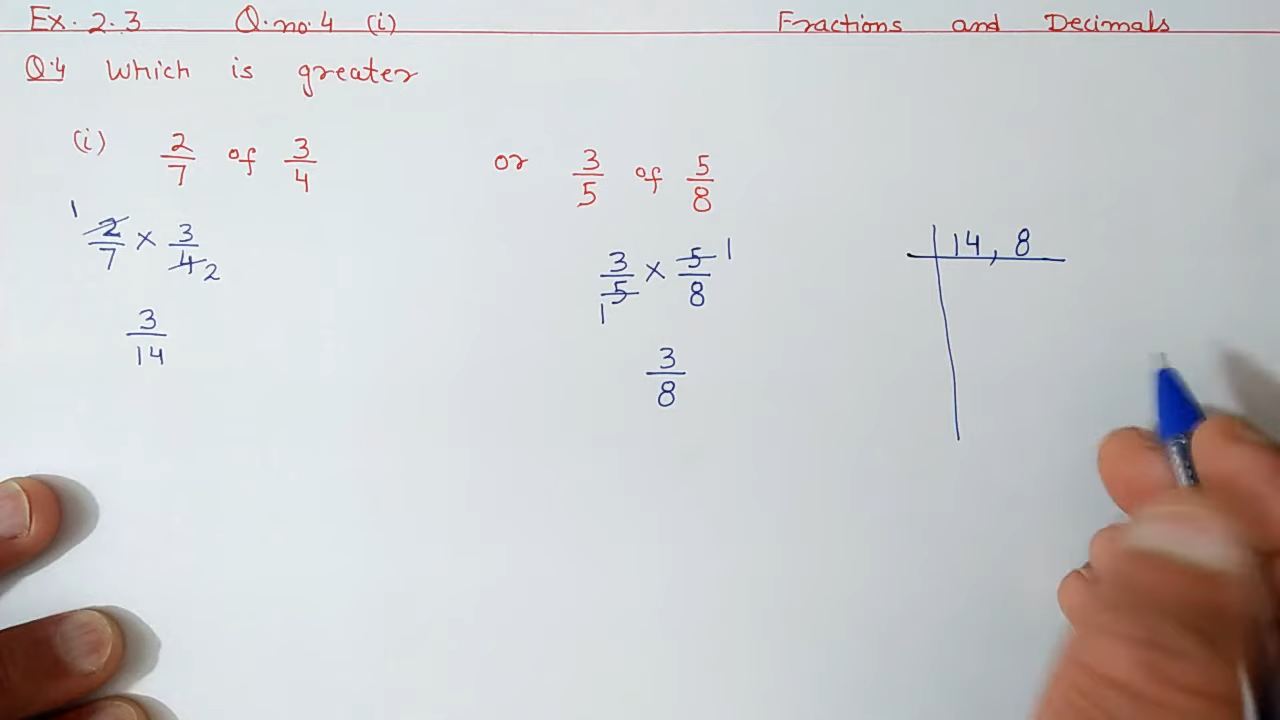 Ex. 2.3 Q.no.4 (i) Fractions and Decimals
Q.4 Which is greater
(i) 2/7 of 3/4 or 3/5 of 5/8
1 2/7 × 3/4 2
3/14
3/5 × 5/8 1
1
3/8
14, 8